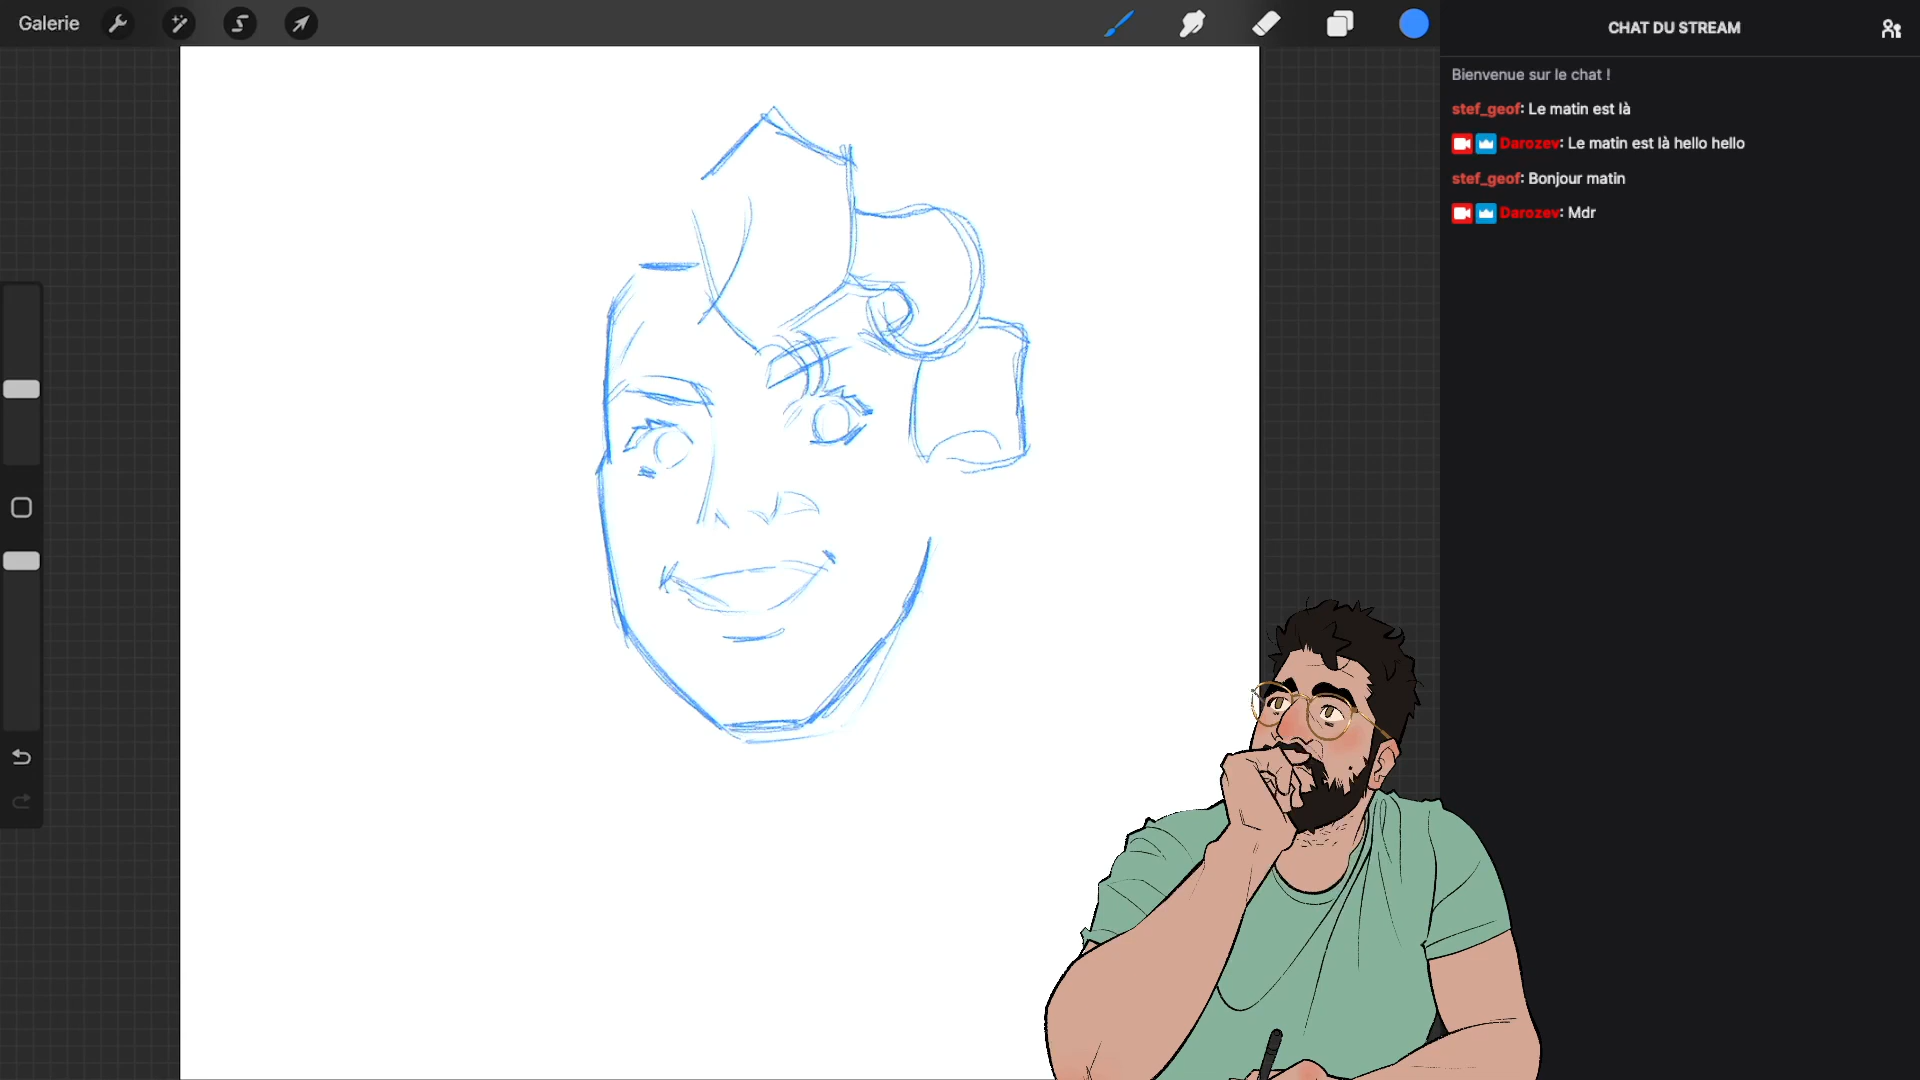 Galerie
CHAT DU STREAM
Bienvenue sur le chat !
stef_geof: Le matin est là
Darozev: Le matin est là hello hello
stef_geof: Bonjour matin
Darozev: Mdr